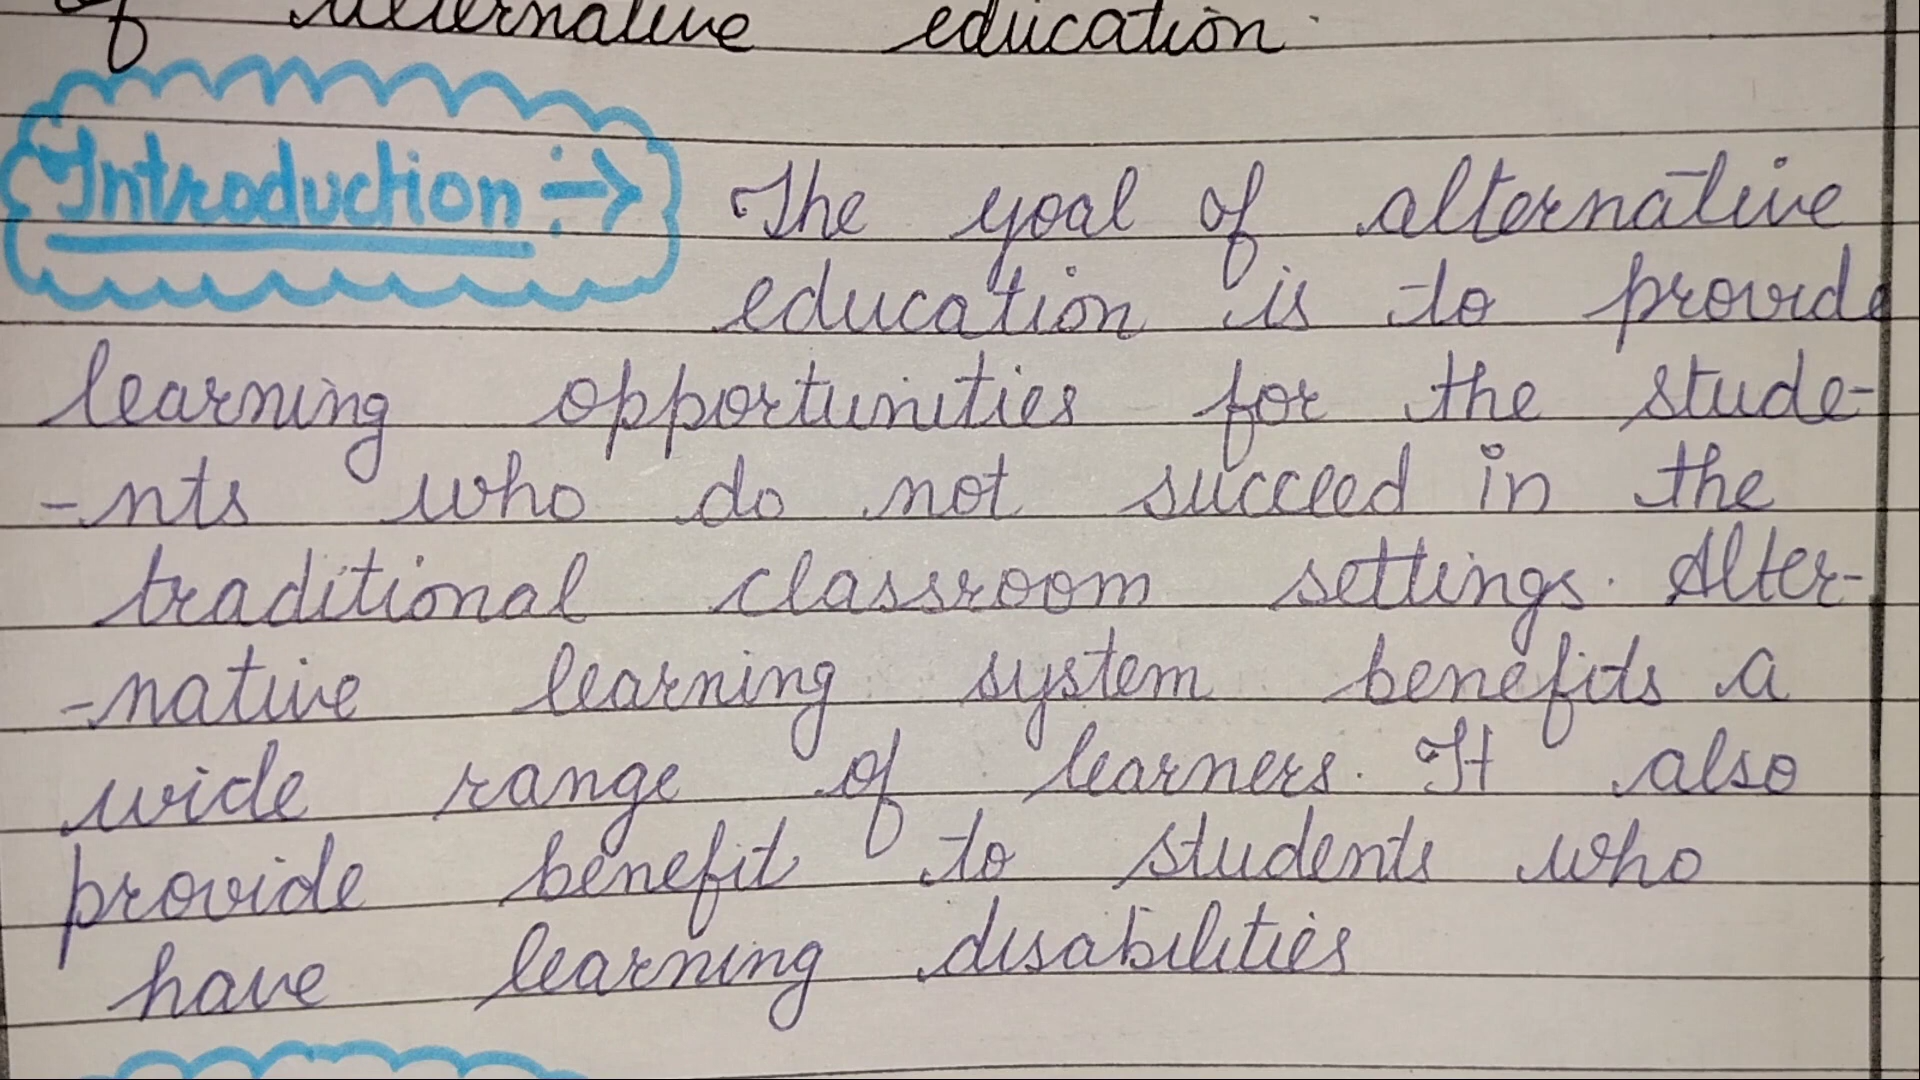 of alternative education.
Introduction :→ The goal of alternative
education is to provide
learning opportunities for the stude-
-nts who do not succeed in the
traditional classroom settings. Alter-
-native learning system benefits a
wide range of learners. It also
provide benefit to students who
have learning disabilities